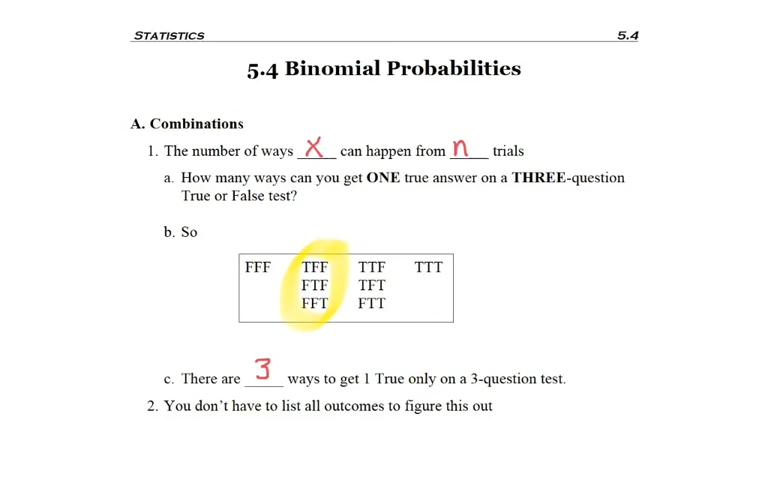 STATISTICS 5.4
5.4 Binomial Probabilities
A. Combinations
1. The number of ways X can happen from n trials
a. How many ways can you get ONE true answer on a THREE-question
True or False test?
b. So
FFF TFF TTF TTT
FTF TFT
FFT FTT
c. There are 3 ways to get 1 True only on a 3-question test.
2. You don't have to list all outcomes to figure this out